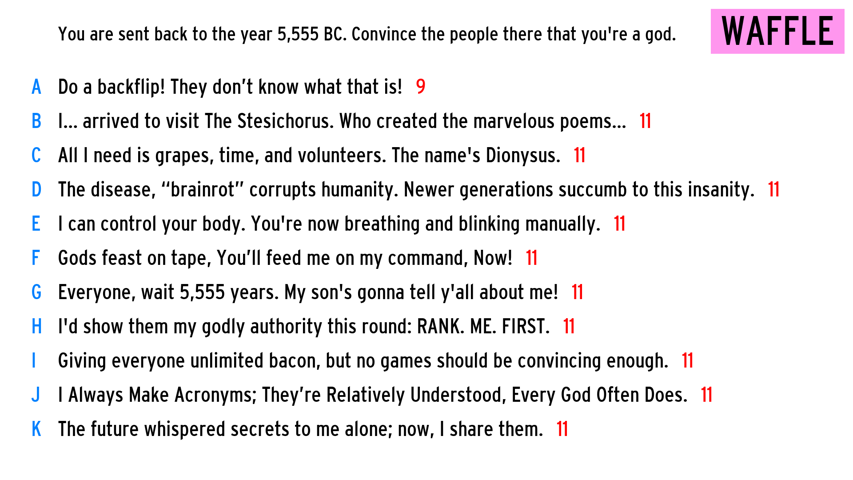 You are sent back to the year 5,555 BC. Convince the people there that you're a god.
WAFFLE
A Do a backflip! They don’t know what that is! 9
B I... arrived to visit The Stesichorus. Who created the marvelous poems... 11
C All I need is grapes, time, and volunteers. The name's Dionysus. 11
D The disease, “brainrot” corrupts humanity. Newer generations succumb to this insanity. 11
E I can control your body. You're now breathing and blinking manually. 11
F Gods feast on tape, You’ll feed me on my command, Now! 11
G Everyone, wait 5,555 years. My son's gonna tell y'all about me! 11
H I'd show them my godly authority this round: RANK. ME. FIRST. 11
I Giving everyone unlimited bacon, but no games should be convincing enough. 11
J I Always Make Acronyms; They’re Relatively Understood, Every God Often Does. 11
K The future whispered secrets to me alone; now, I share them. 11